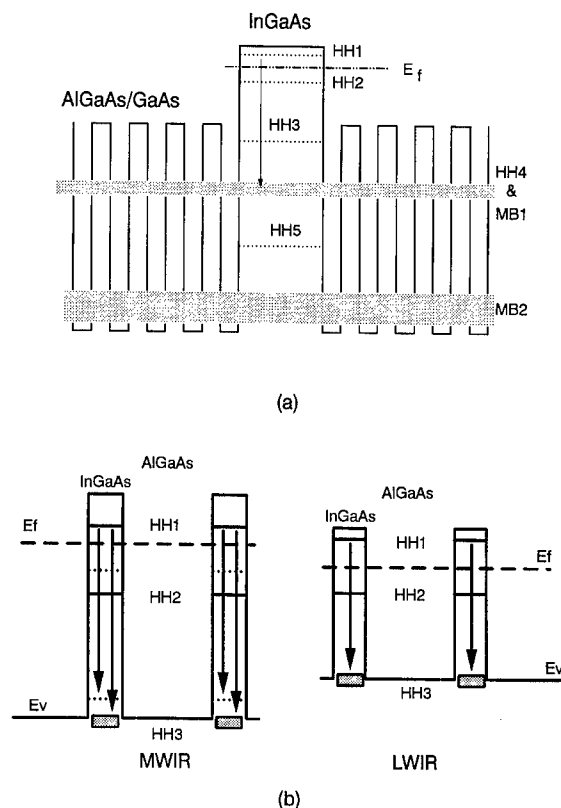 InGaAs
HH1
E_f
HH2
AlGaAs/GaAs
HH3
HH4
&
MB1
HH5
MB2
(a)
AlGaAs
InGaAs
Ef
HH1
HH2
Ev
HH3
MWIR
AlGaAs
InGaAs
HH1
Ef
HH2
Ev
HH3
LWIR
(b)